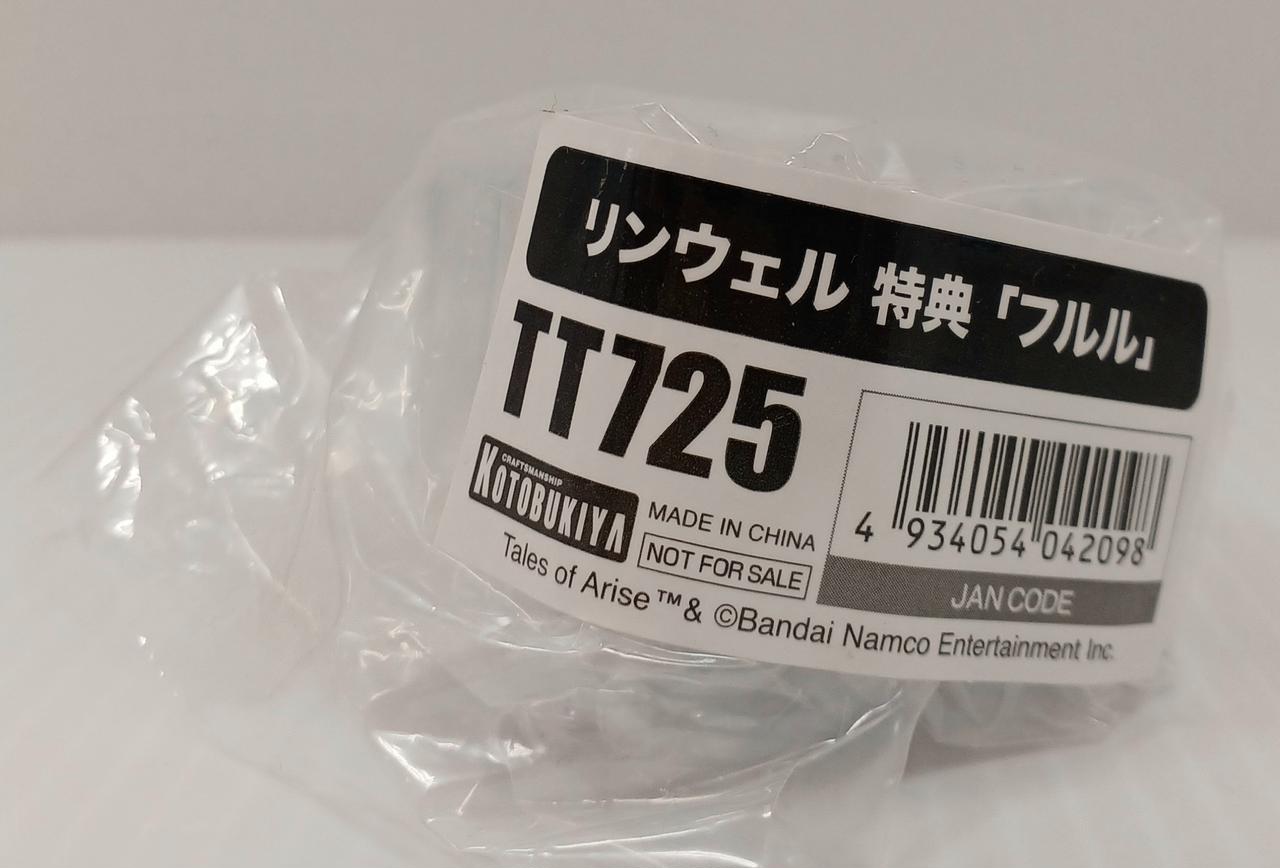 リンウェル 特典「フルル」
TT725
CRAFTSMANSHIP
KOTOBUKIYA
MADE IN CHINA
NOT FOR SALE
4 934054 042098
JAN CODE
Tales of Arise ™& ©Bandai Namco Entertainment Inc.